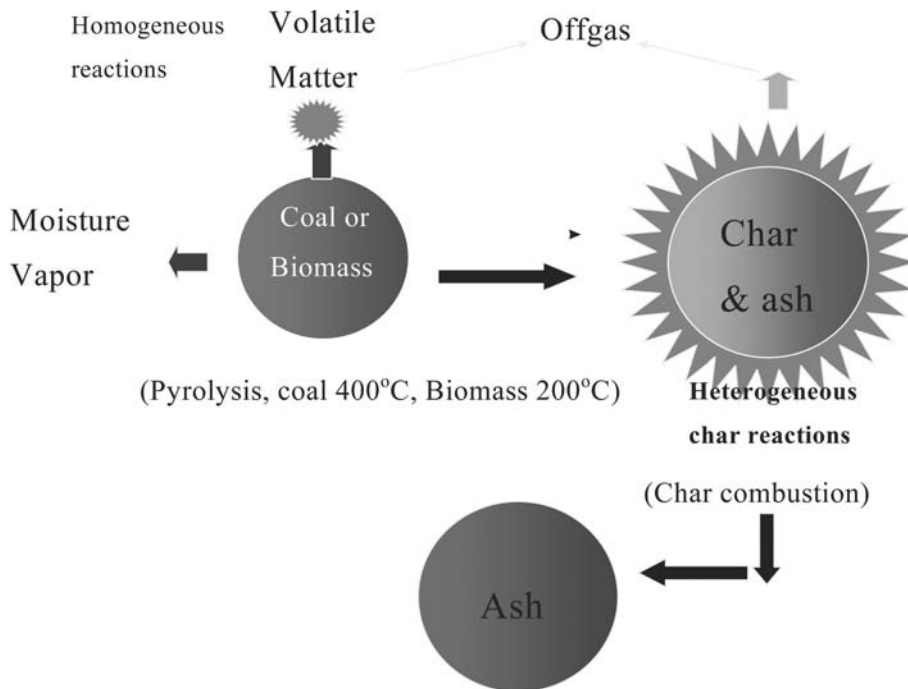 Homogeneous
reactions
Volatile
Matter
Offgas
Moisture
Vapor
Coal or
Biomass
Char
& ash
(Pyrolysis, coal 400°C, Biomass 200°C)
Heterogeneous
char reactions
(Char combustion)
Ash